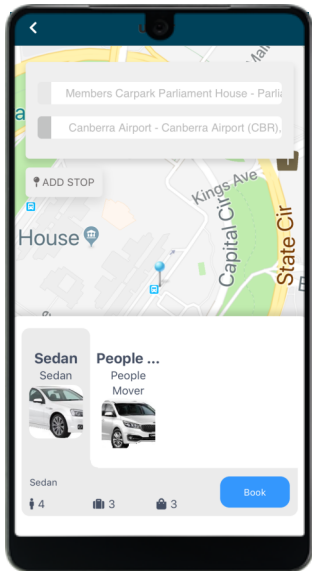 Mall
Members Carpark Parliament House - Parlia
a
Canberra Airport - Canberra Airport (CBR),
ADD STOP
Kings Ave
House
Capital Cir
State Cir
Sedan
People ...
Sedan
People
Mover
Sedan
4
3
3
Book